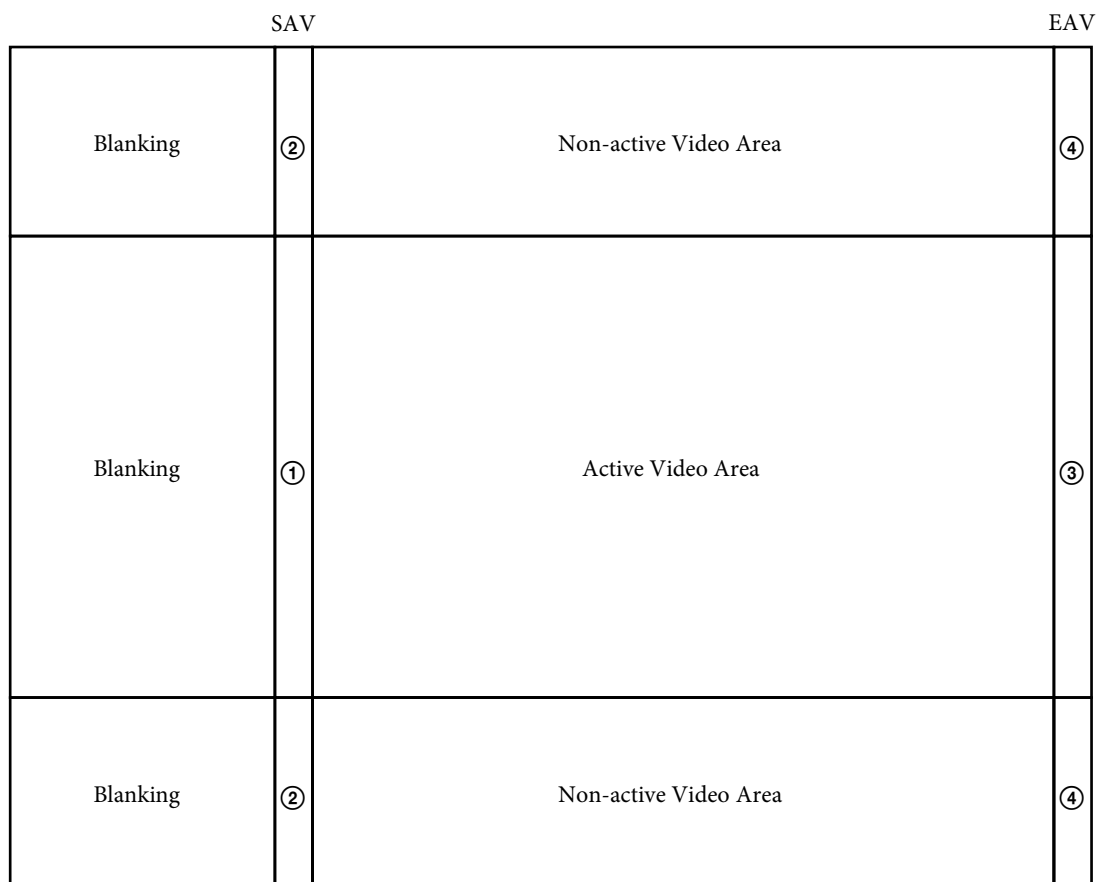 SAV EAV
Blanking ② Non-active Video Area ④
Blanking ① Active Video Area ③
Blanking ② Non-active Video Area ④